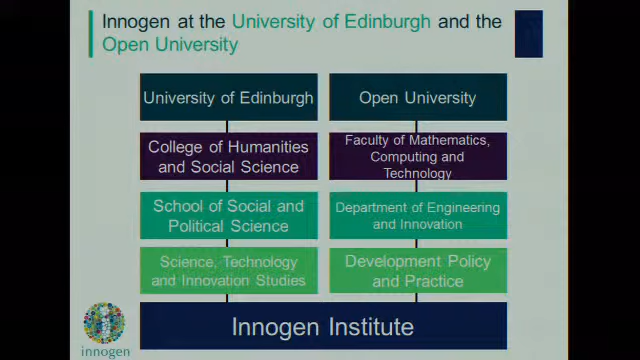 Innogen at the University of Edinburgh and the
Open University
University of Edinburgh
Open University
College of Humanities
and Social Science
Faculty of Mathematics,
Computing and
Technology
School of Social and
Political Science
Department of Engineering
and Innovation
Science, Technology
and Innovation Studies
Development Policy
and Practice
Innogen Institute
innogen